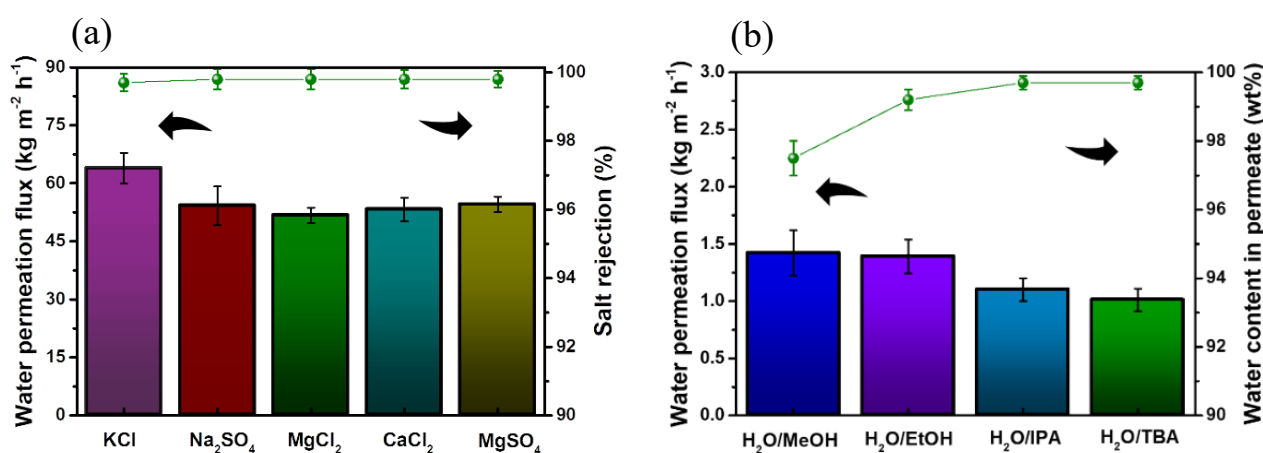 (a)
Water permeation flux (kg m⁻² h⁻¹)
90
75
60
45
30
15
0
KCl
Na₂SO₄
MgCl₂
CaCl₂
MgSO₄
100
98
96
94
92
90
Salt rejection (%)
(b)
Water permeation flux (kg m⁻² h⁻¹)
3.0
2.5
2.0
1.5
1.0
0.5
0.0
H₂O/MeOH
H₂O/EtOH
H₂O/IPA
H₂O/TBA
100
98
96
94
92
90
Water content in permeate (wt%)